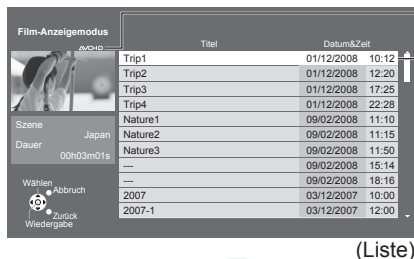 Film-Anzeigemodus
AVCHD
Titel Datum&Zeit
Trip1 01/12/2008 10:12
Trip2 01/12/2008 12:20
Trip3 01/12/2008 17:25
Trip4 01/12/2008 22:28
Nature1 09/02/2008 11:10
Nature2 09/02/2008 11:15
Nature3 09/02/2008 11:50
--- 09/02/2008 15:14
--- 09/02/2008 18:16
2007 03/12/2007 10:00
2007-1 03/12/2007 12:00
Szene
Japan
Dauer
00h03m01s
Wählen
Abbruch
Zurück
Wiedergabe
(Liste)